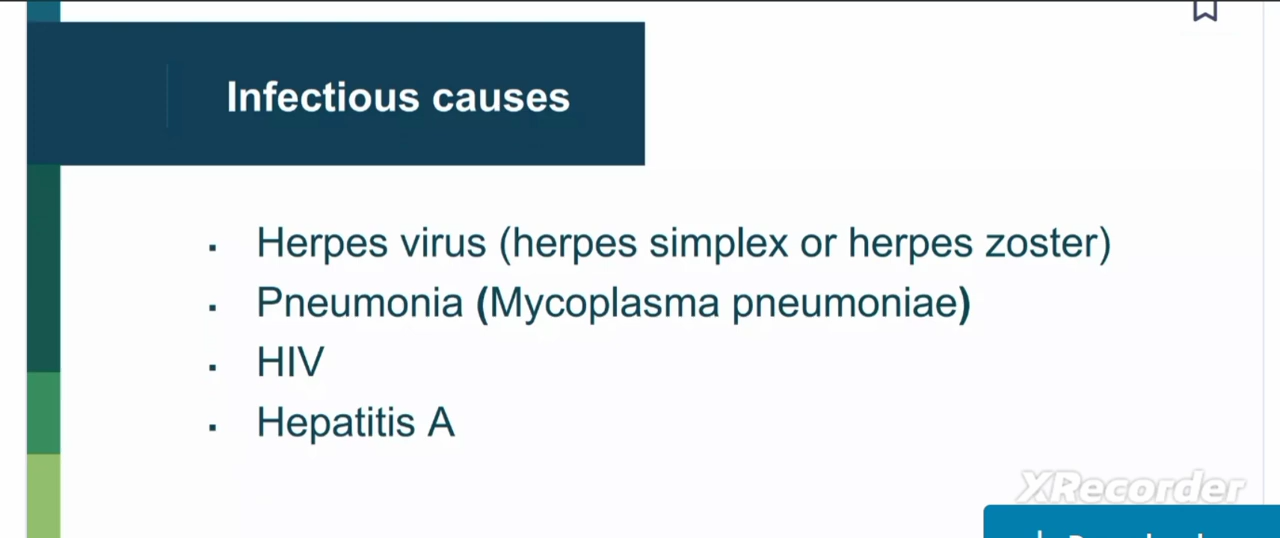 Infectious causes
▪ Herpes virus (herpes simplex or herpes zoster)
▪ Pneumonia (Mycoplasma pneumoniae)
▪ HIV
▪ Hepatitis A
XRecorder